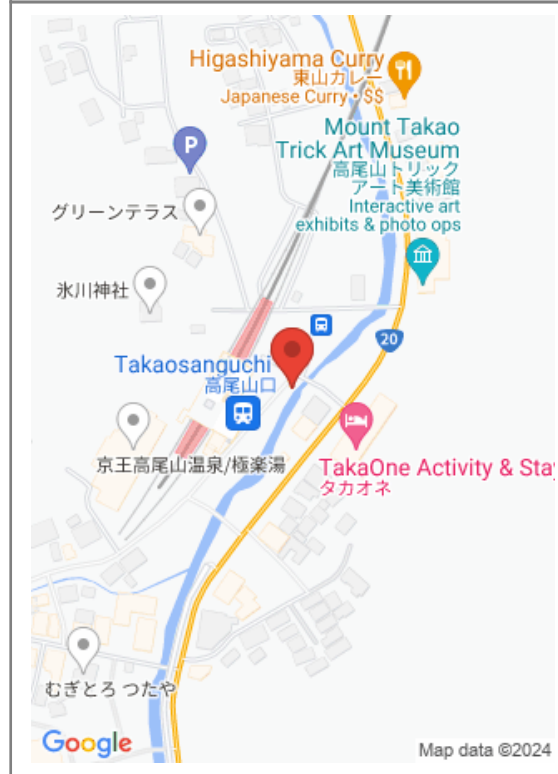 Higashiyama Curry
東山カレー
Japanese Curry • $$
Mount Takao
Trick Art Museum
高尾山トリック
アート美術館
Interactive art
exhibits & photo ops
P
グリーンテラス
氷川神社
20
Takaosanguchi
高尾山口
京王高尾山温泉/極楽湯
TakaOne Activity & Stay
タカオネ
むぎとろ つたや
Google
Map data ©2024